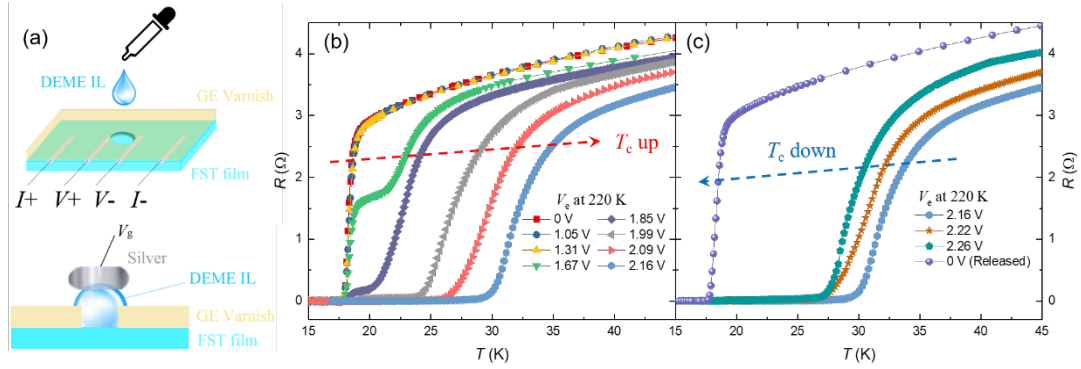 (a)
DEME IL
GE Varnish
FST film
I+ V+ V- I-
Vg
Silver
DEME IL
GE Varnish
FST film
(b)
4
3
2
1
0
R (Ω)
Tc up
Ve at 220 K
0 V 1.85 V
1.05 V 1.99 V
1.31 V 2.09 V
1.67 V 2.16 V
15 20 25 30 35 40 45
T (K)
(c)
4
3
2
1
0
R (Ω)
Tc down
Ve at 220 K
2.16 V
2.22 V
2.26 V
0 V (Released)
15 20 25 30 35 40 45
T (K)